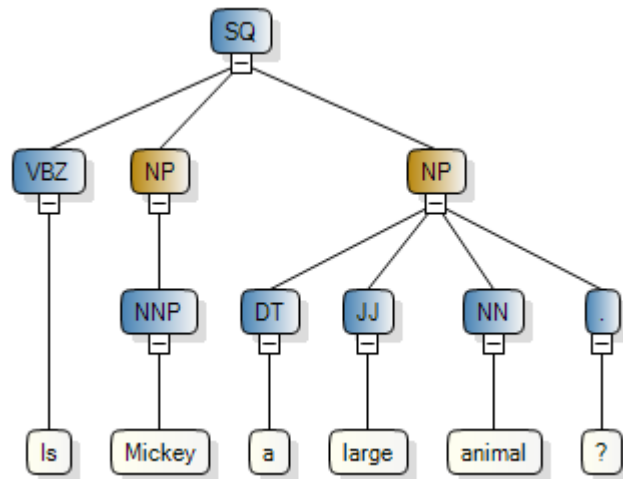 SQ
VBZ NP NP
NNP DT JJ NN .
Is Mickey a large animal ?